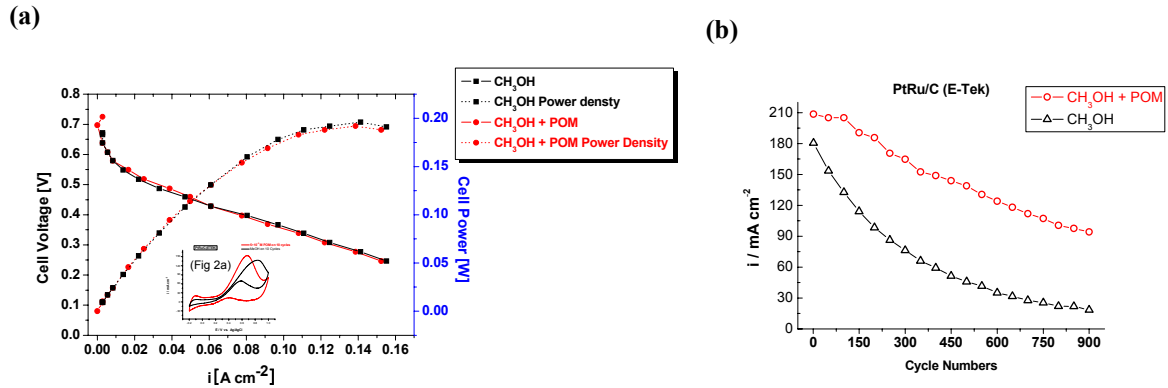 (a)
CH₃OH
CH₃OH Power densty
CH₃OH + POM
CH₃OH + POM Power Density
Cell Voltage [V]
0.8
0.7
0.6
0.5
0.4
0.3
0.2
0.1
0.0
0.20
0.15
0.10
0.05
0.00
Cell Power [W]
(Fig 2a)
0.00 0.02 0.04 0.06 0.08 0.10 0.12 0.14 0.16
i [A cm⁻²]
(b)
PtRu/C (E-Tek)
CH₃OH + POM
CH₃OH
i / mA cm⁻²
210
180
150
120
90
60
30
0
0 150 300 450 600 750 900
Cycle Numbers